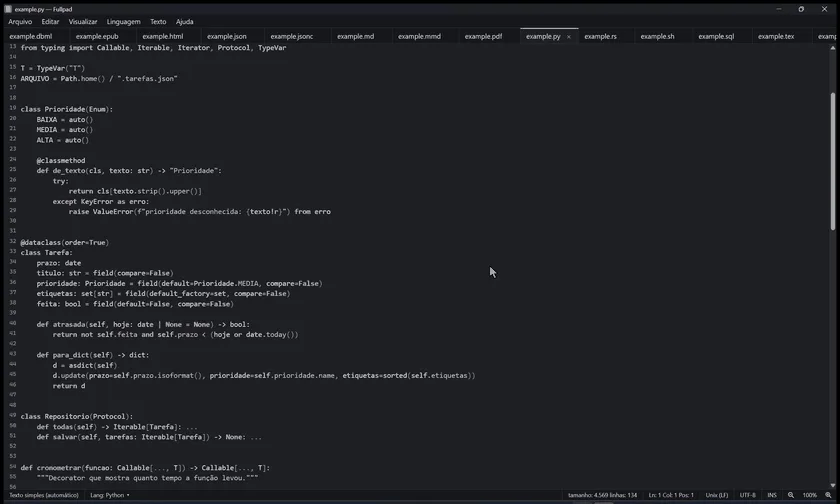 example.py — Fullpad
Arquivo Editar Visualizar Linguagem Texto Ajuda
example.dbml example.epub example.html example.json example.jsonc example.md example.mmd example.pdf example.py × example.rs example.sh example.sql example.tex examp
13 from typing import Callable, Iterable, Iterator, Protocol, TypeVar
14
15 T = TypeVar("T")
16 ARQUIVO = Path.home() / ".tarefas.json"
17
18
19 class Prioridade(Enum):
20 BAIXA = auto()
21 MEDIA = auto()
22 ALTA = auto()
23
24 @classmethod
25 def de_texto(cls, texto: str) -> "Prioridade":
26 try:
27 return cls[texto.strip().upper()]
28 except KeyError as erro:
29 raise ValueError(f"prioridade desconhecida: {texto!r}") from erro
30
31
32 @dataclass(order=True)
33 class Tarefa:
34 prazo: date
35 titulo: str = field(compare=False)
36 prioridade: Prioridade = field(default=Prioridade.MEDIA, compare=False)
37 etiquetas: set[str] = field(default_factory=set, compare=False)
38 feita: bool = field(default=False, compare=False)
39
40 def atrasada(self, hoje: date | None = None) -> bool:
41 return not self.feita and self.prazo < (hoje or date.today())
42
43 def para_dict(self) -> dict:
44 d = asdict(self)
45 d.update(prazo=self.prazo.isoformat(), prioridade=self.prioridade.name, etiquetas=sorted(self.etiquetas))
46 return d
47
48
49 class Repositorio(Protocol):
50 def todas(self) -> Iterable[Tarefa]: ...
51 def salvar(self, tarefas: Iterable[Tarefa]) -> None: ...
52
53
54 def cronometrar(funcao: Callable[..., T]) -> Callable[..., T]:
55 """Decorator que mostra quanto tempo a função levou."""
56
Texto simples (automático) Lang: Python tamanho: 4.569 linhas: 134 Ln: 1 Col: 1 Pos: 1 Unix (LF) UTF-8 INS 100%